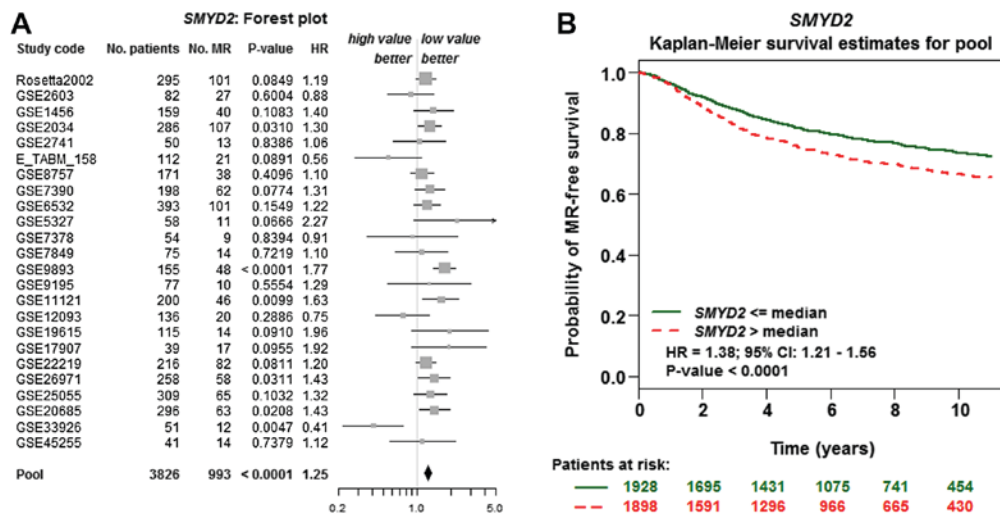 A
SMYD2: Forest plot
Study code No. patients No. MR P-value HR high value better low value better
Rosetta2002 295 101 0.0849 1.19
GSE2603 82 27 0.6004 0.88
GSE1456 159 40 0.1083 1.40
GSE2034 286 107 0.0310 1.30
GSE2741 50 13 0.8386 1.06
E_TABM_158 112 21 0.0891 0.56
GSE8757 171 38 0.4096 1.10
GSE7390 198 62 0.0774 1.31
GSE6532 393 101 0.1549 1.22
GSE5327 58 11 0.0666 2.27
GSE7378 54 9 0.8394 0.91
GSE7849 75 14 0.7219 1.10
GSE9893 155 48 < 0.0001 1.77
GSE9195 77 10 0.5554 1.29
GSE11121 200 46 0.0099 1.63
GSE12093 136 20 0.2886 0.75
GSE19615 115 14 0.0910 1.96
GSE17907 39 17 0.0955 1.92
GSE22219 216 82 0.0811 1.20
GSE26971 258 58 0.0311 1.43
GSE25055 309 65 0.1032 1.32
GSE20685 296 63 0.0208 1.43
GSE33926 51 12 0.0047 0.41
GSE45255 41 14 0.7379 1.12
Pool 3826 993 < 0.0001 1.25
0.2 1.0 5.0
B
SMYD2
Kaplan-Meier survival estimates for pool
Probability of MR-free survival
1.0
0.8
0.6
0.4
0.2
0.0
SMYD2 <= median
SMYD2 > median
HR = 1.38; 95% CI: 1.21 - 1.56
P-value < 0.0001
0 2 4 6 8 10
Time (years)
Patients at risk:
1928 1695 1431 1075 741 454
1898 1591 1296 966 665 430